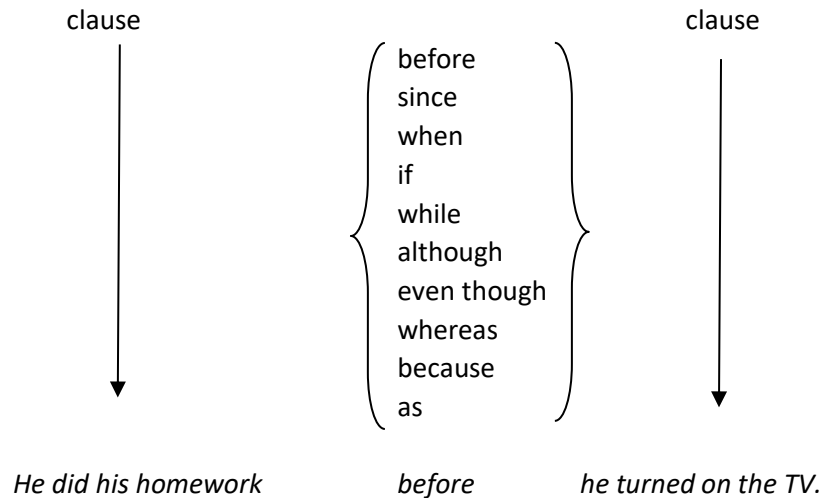 clause clause
before
since
when
if
while
although
even though
whereas
because
as
He did his homework before he turned on the TV.